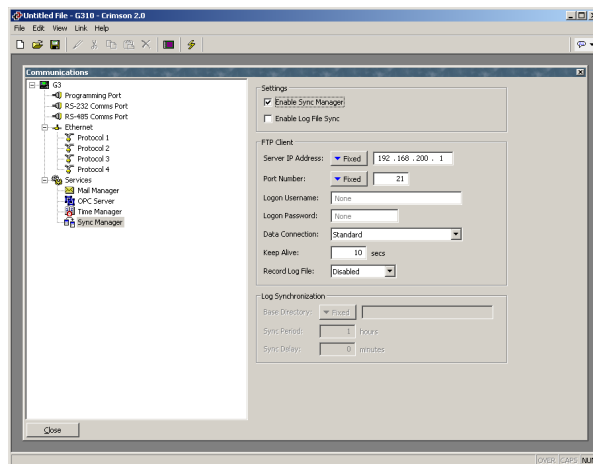 Untitled File - G310 - Crimson 2.0
File Edit View Link Help
Communications
G3
Programming Port
RS-232 Comms Port
RS-485 Comms Port
Ethernet
Protocol 1
Protocol 2
Protocol 3
Protocol 4
Services
Mail Manager
OPC Server
Time Manager
Sync Manager
Settings
Enable Sync Manager
Enable Log File Sync
FTP Client
Server IP Address: Fixed 192 . 168 . 200 . 1
Port Number: Fixed 21
Logon Username: None
Logon Password: None
Data Connection: Standard
Keep Alive: 10 secs
Record Log File: Disabled
Log Synchronization
Base Directory: Fixed
Sync Period: 1 hours
Sync Delay: 0 minutes
Close
OVER CAPS NUM